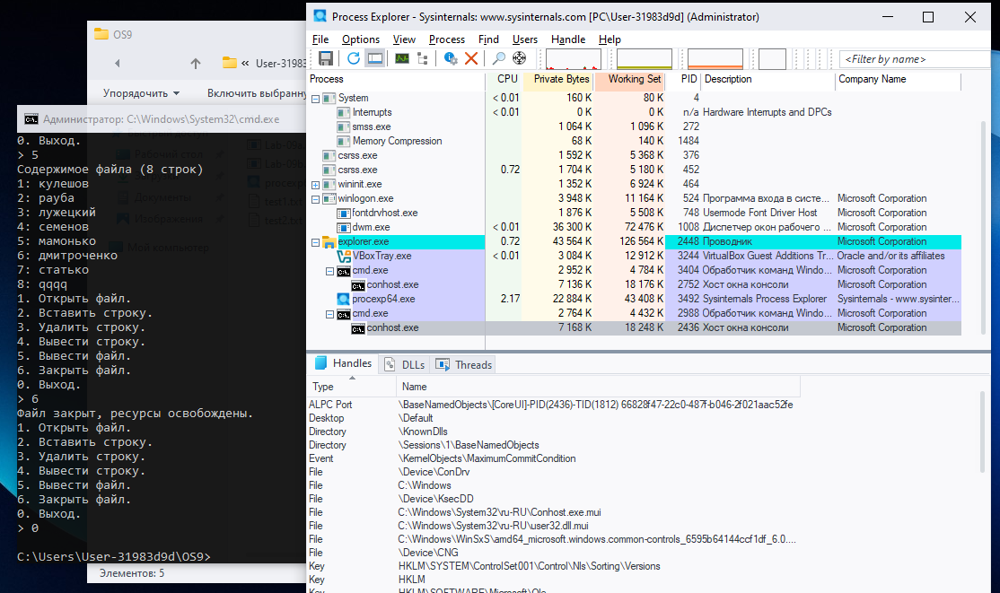 OS9
« User-31983
Упорядочить
Включить выбранну
Администратор: C:\Windows\System32\cmd.exe
0. Выход.
> 5
Содержимое файла (8 строк)
1: кулешов
2: рауба
3: лужецкий
4: семенов
5: мамонько
6: дмитроченко
7: статько
8: qqqq
1. Открыть файл.
2. Вставить строку.
3. Удалить строку.
4. Вывести строку.
5. Вывести файл.
6. Закрыть файл.
0. Выход.
> 6
Файл закрыт, ресурсы освобождены.
1. Открыть файл.
2. Вставить строку.
3. Удалить строку.
4. Вывести строку.
5. Вывести файл.
6. Закрыть файл.
0. Выход.
> 0
C:\Users\User-31983d9d\OS9>
Рабочий стол
Документы
Изображения
Мой компьютер
test1.txt
Элементов: 5
Process Explorer - Sysinternals: www.sysinternals.com [PC\User-31983d9d] (Administrator)
File Options View Process Find Users Handle Help
<Filter by name>
Process CPU Private Bytes Working Set PID Description Company Name
System < 0.01 160 K 80 K 4
Interrupts < 0.01 0 K 0 K n/a Hardware Interrupts and DPCs
smss.exe 1 064 K 1 096 K 272
Memory Compression 68 K 140 K 1484
csrss.exe 1 592 K 5 368 K 376
csrss.exe 0.72 1 704 K 5 180 K 452
wininit.exe 1 352 K 6 924 K 464
winlogon.exe 3 948 K 11 164 K 524 Программа входа в систе... Microsoft Corporation
fontdrvhost.exe 1 876 K 5 508 K 748 Usermode Font Driver Host Microsoft Corporation
dwm.exe < 0.01 36 300 K 72 476 K 1008 Диспетчер окон рабочего ... Microsoft Corporation
explorer.exe 0.72 43 564 K 126 564 K 2448 Проводник Microsoft Corporation
VBoxTray.exe < 0.01 3 084 K 12 912 K 3244 VirtualBox Guest Additions Tr... Oracle and/or its affiliates
cmd.exe 2 952 K 4 784 K 3404 Обработчик команд Windo... Microsoft Corporation
conhost.exe 7 136 K 18 176 K 2752 Хост окна консоли Microsoft Corporation
procexp64.exe 2.17 22 884 K 43 408 K 3492 Sysinternals Process Explorer Sysinternals - www.sysinter...
cmd.exe 2 764 K 4 432 K 2988 Обработчик команд Windo... Microsoft Corporation
conhost.exe 7 168 K 18 248 K 2436 Хост окна консоли Microsoft Corporation
Handles DLLs Threads
Type Name
ALPC Port \BaseNamedObjects\[CoreUI]-PID(2436)-TID(1812) 66828f47-22c0-487f-b046-2f021aac52fe
Desktop \Default
Directory \KnownDlls
Directory \Sessions\1\BaseNamedObjects
Event \KernelObjects\MaximumCommitCondition
File \Device\ConDrv
File C:\Windows
File \Device\KsecDD
File C:\Windows\System32\ru-RU\Conhost.exe.mui
File C:\Windows\System32\ru-RU\user32.dll.mui
File C:\Windows\WinSxS\amd64_microsoft.windows.common-controls_6595b64144ccf1df_6.0....
File \Device\CNG
Key HKLM\SYSTEM\ControlSet001\Control\Nls\Sorting\Versions
Key HKLM
Key HKLM\SOFTWARE\Microsoft\Ole